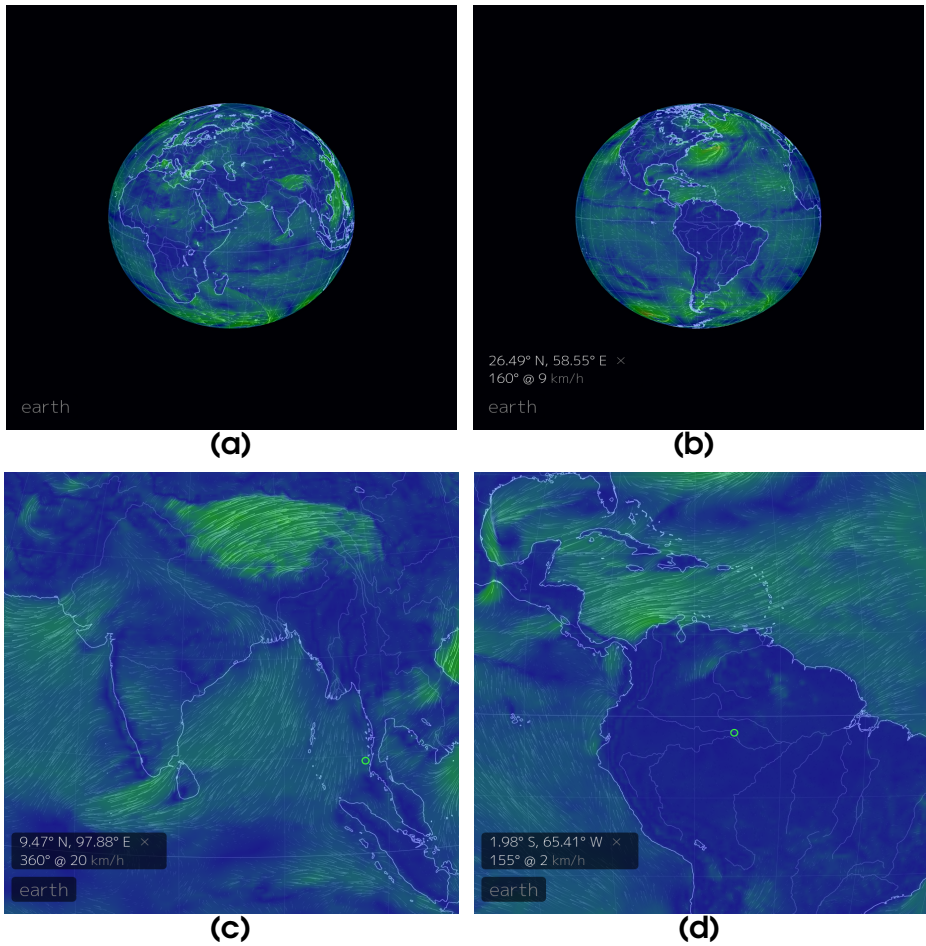 earth
(a)
26.49° N, 58.55° E ×
160° @ 9 km/h
earth
(b)
9.47° N, 97.88° E ×
360° @ 20 km/h
earth
(c)
1.98° S, 65.41° W ×
155° @ 2 km/h
earth
(d)